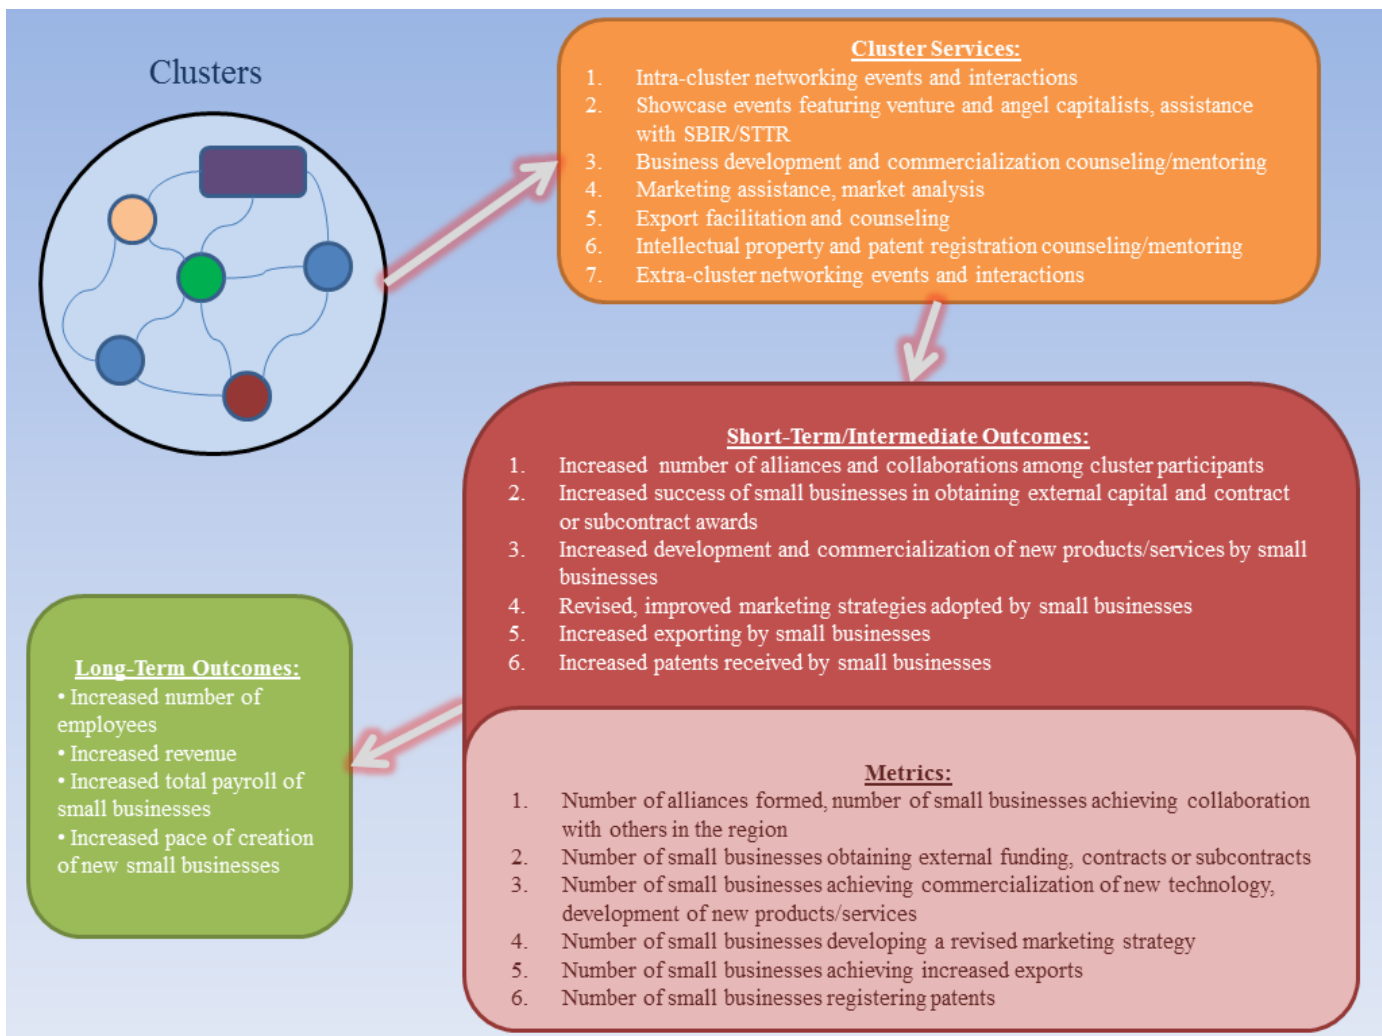 Clusters
Cluster Services:
1. Intra-cluster networking events and interactions
2. Showcase events featuring venture and angel capitalists, assistance
with SBIR/STTR
3. Business development and commercialization counseling/mentoring
4. Marketing assistance, market analysis
5. Export facilitation and counseling
6. Intellectual property and patent registration counseling/mentoring
7. Extra-cluster networking events and interactions
Short-Term/Intermediate Outcomes:
1. Increased number of alliances and collaborations among cluster participants
2. Increased success of small businesses in obtaining external capital and contract
or subcontract awards
3. Increased development and commercialization of new products/services by small
businesses
4. Revised, improved marketing strategies adopted by small businesses
5. Increased exporting by small businesses
6. Increased patents received by small businesses
Metrics:
1. Number of alliances formed, number of small businesses achieving collaboration
with others in the region
2. Number of small businesses obtaining external funding, contracts or subcontracts
3. Number of small businesses achieving commercialization of new technology,
development of new products/services
4. Number of small businesses developing a revised marketing strategy
5. Number of small businesses achieving increased exports
6. Number of small businesses registering patents
Long-Term Outcomes:
• Increased number of
employees
• Increased revenue
• Increased total payroll of
small businesses
• Increased pace of creation
of new small businesses